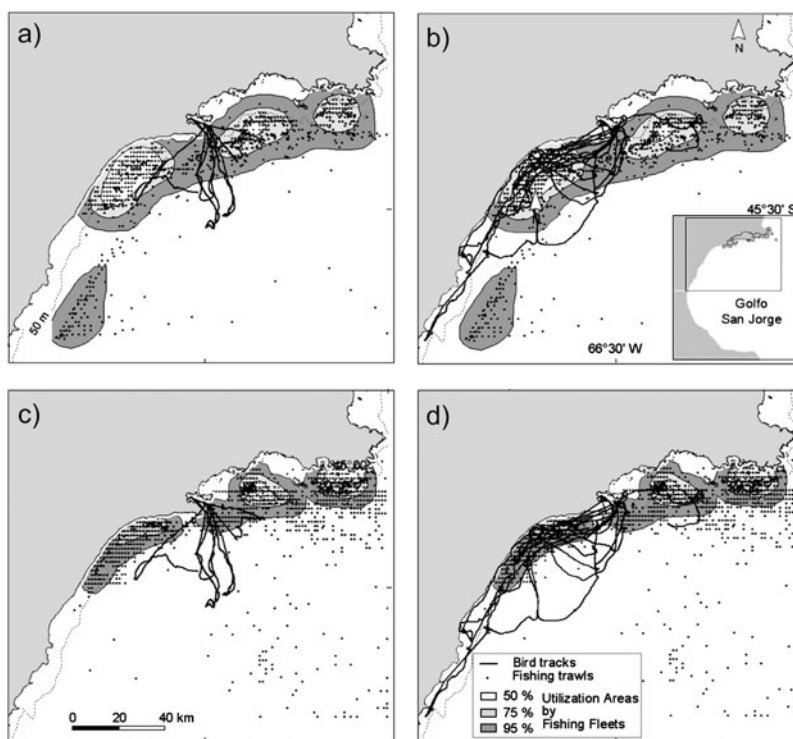 a)
b)
N
45°30' S
Golfo
San Jorge
50 m
66°30' W
c)
d)
Bird tracks
Fishing trawls
50 %
75 %
95 %
Utilization Areas
by
Fishing Fleets
0 20 40 km